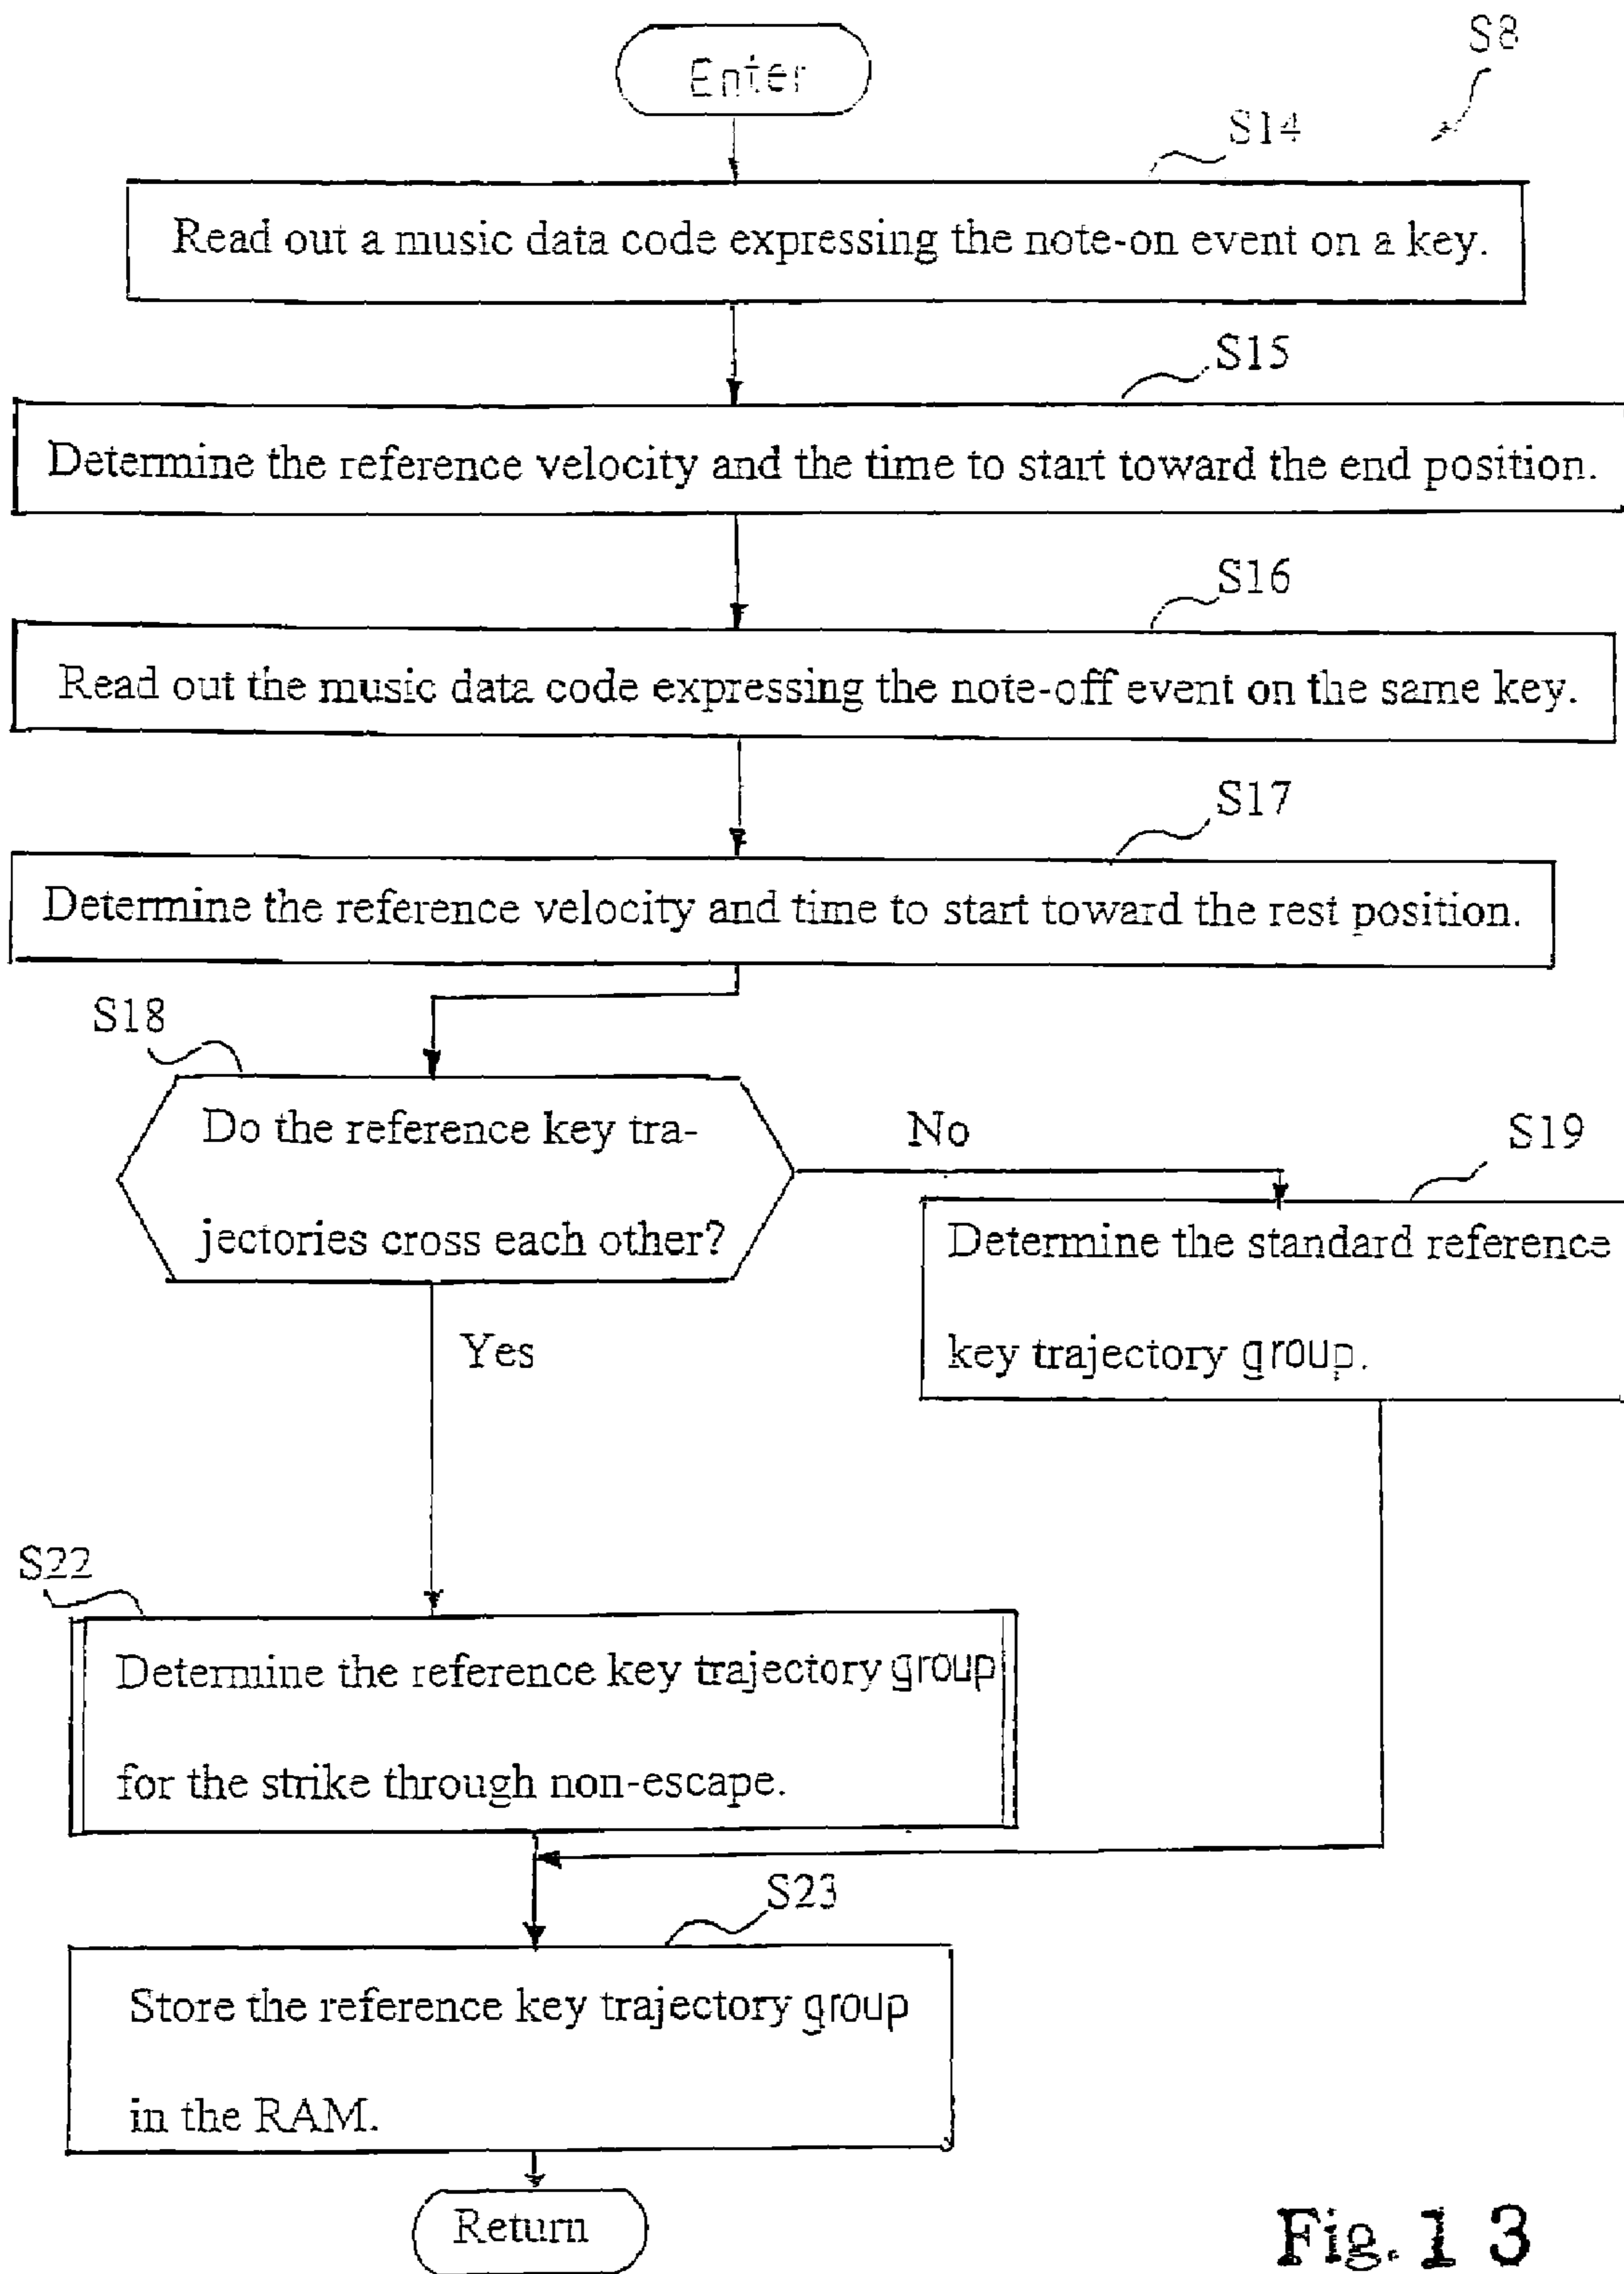 S8
Enter
S14
Read out a music data code expressing the note-on event on a key.
S15
Determine the reference velocity and the time to start toward the end position.
S16
Read out the music data code expressing the note-off event on the same key.
S17
Determine the reference velocity and time to start toward the rest position.
S18
Do the reference key tra-
jectories cross each other?
No
S19
Determine the standard reference
key trajectory group.
Yes
S22
Determine the reference key trajectory group
for the strike through non-escape.
S23
Store the reference key trajectory group
in the RAM.
Return
Fig. 1 3